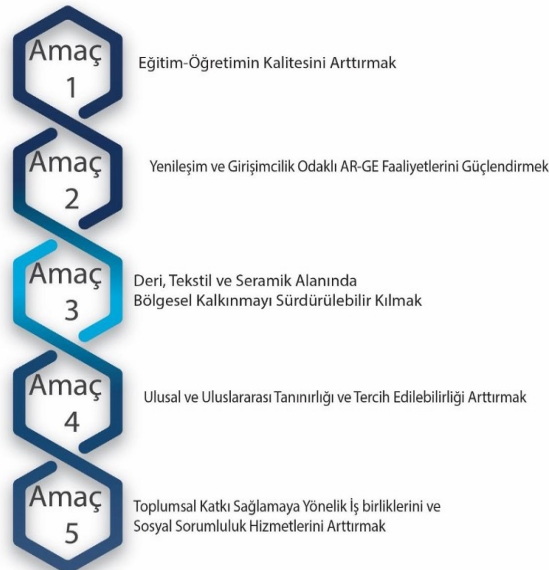 Amaç
1
Eğitim-Öğretimin Kalitesini Arttırmak
Amaç
2
Yenileşim ve Girişimcilik Odaklı AR-GE Faaliyetlerini Güçlendirmek
Amaç
3
Deri, Tekstil ve Seramik Alanında
Bölgesel Kalkınmayı Sürdürülebilir Kılmak
Amaç
4
Ulusal ve Uluslararası Tanınırlığı ve Tercih Edilebilirliği Arttırmak
Amaç
5
Toplumsal Katkı Sağlamaya Yönelik İş birliklerini ve
Sosyal Sorumluluk Hizmetlerini Arttırmak